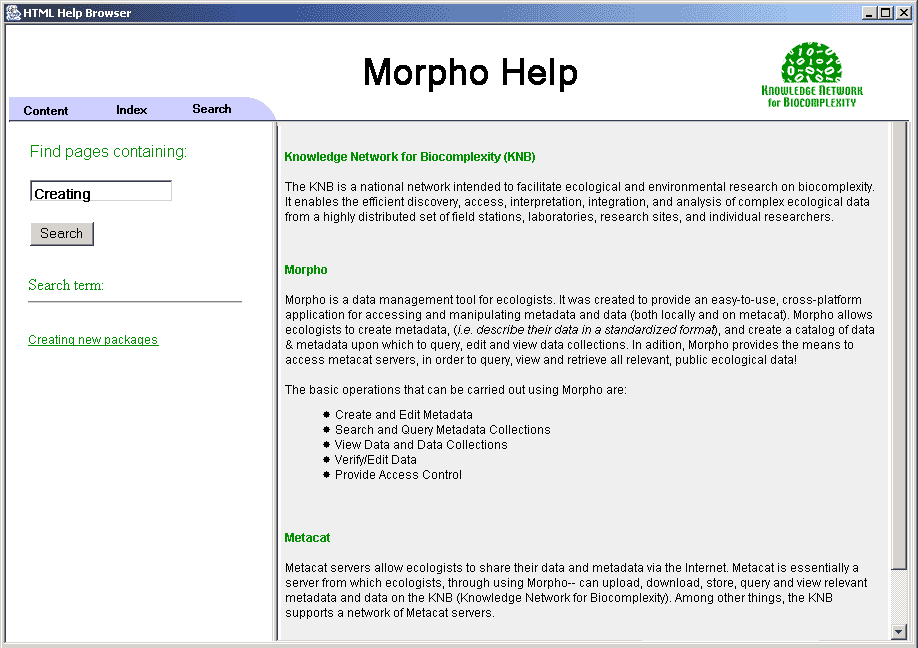 HTML Help Browser
Morpho Help
KNOWLEDGE NETWORK
for BIOCOMPLEXITY
Content Index Search
Find pages containing:
Creating
Search
Search term:
Creating new packages
Knowledge Network for Biocomplexity (KNB)
The KNB is a national network intended to facilitate ecological and environmental research on biocomplexity.
It enables the efficient discovery, access, interpretation, integration, and analysis of complex ecological data
from a highly distributed set of field stations, laboratories, research sites, and individual researchers.
Morpho
Morpho is a data management tool for ecologists. It was created to provide an easy-to-use, cross-platform
application for accessing and manipulating metadata and data (both locally and on metacat). Morpho allows
ecologists to create metadata, (i.e. describe their data in a standardized format), and create a catalog of data
& metadata upon which to query, edit and view data collections. In adition, Morpho provides the means to
access metacat servers, in order to query, view and retrieve all relevant, public ecological data!
The basic operations that can be carried out using Morpho are:
Create and Edit Metadata
Search and Query Metadata Collections
View Data and Data Collections
Verify/Edit Data
Provide Access Control
Metacat
Metacat servers allow ecologists to share their data and metadata via the Internet. Metacat is essentially a
server from which ecologists, through using Morpho-- can upload, download, store, query and view relevant
metadata and data on the KNB (Knowledge Network for Biocomplexity). Among other things, the KNB
supports a network of Metacat servers.